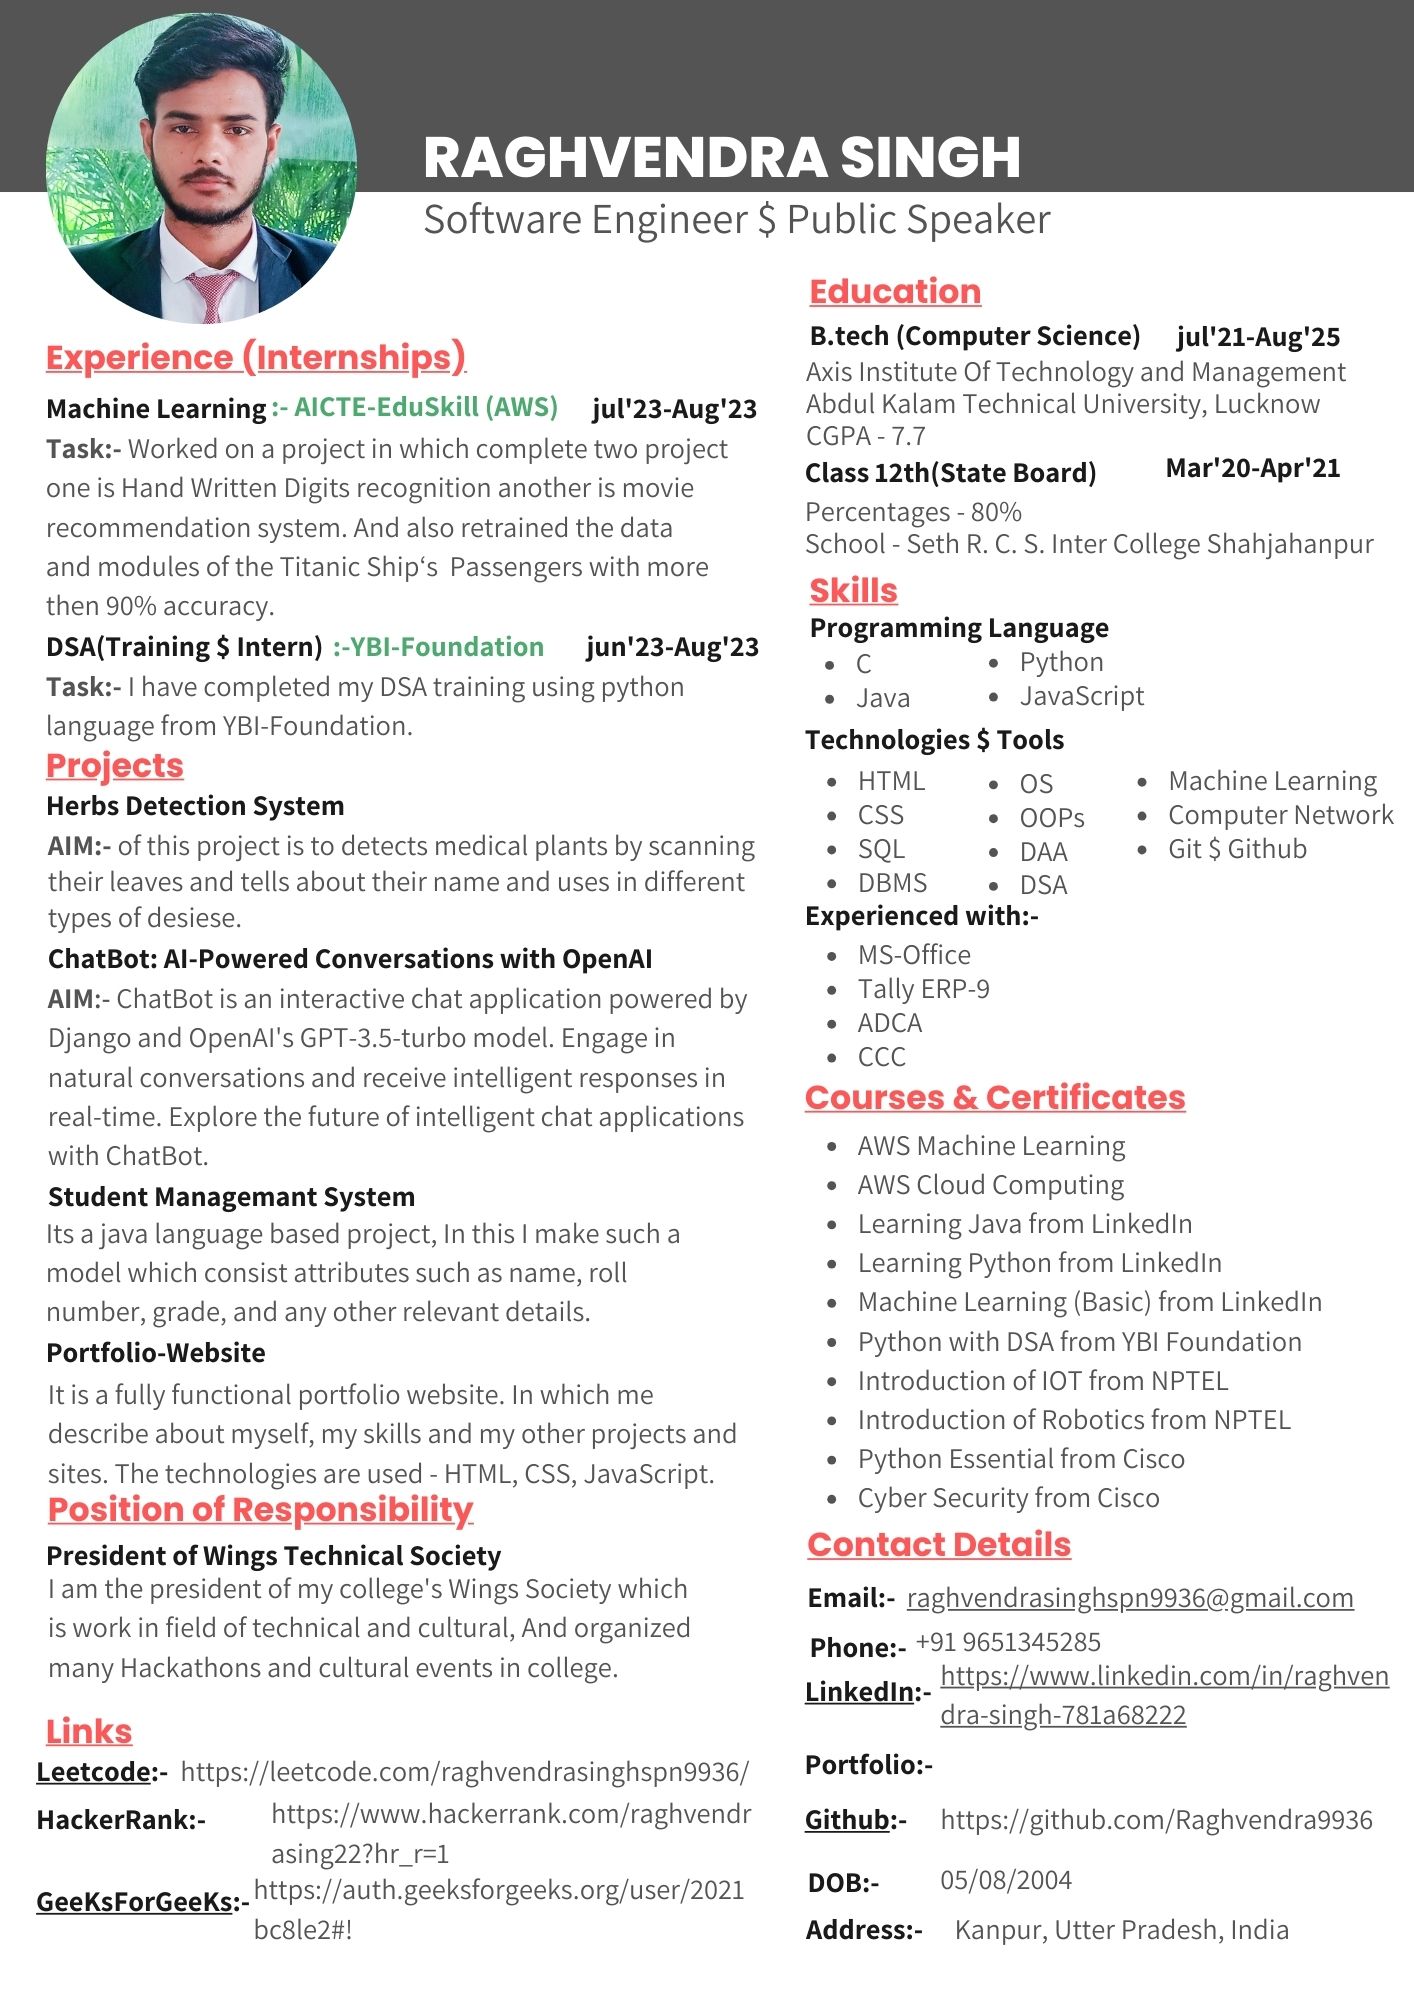 RAGHVENDRA SINGH
Software Engineer $ Public Speaker
Experience (Internships)
Machine Learning :- AICTE-EduSkill (AWS) jul'23-Aug'23
Task:- Worked on a project in which complete two project
one is Hand Written Digits recognition another is movie
recommendation system. And also retrained the data
and modules of the Titanic Ship‘s Passengers with more
then 90% accuracy.
DSA(Training $ Intern) :-YBI-Foundation jun'23-Aug'23
Task:- I have completed my DSA training using python
language from YBI-Foundation.
Projects
Herbs Detection System
AIM:- of this project is to detects medical plants by scanning
their leaves and tells about their name and uses in different
types of desiese.
ChatBot: AI-Powered Conversations with OpenAI
AIM:- ChatBot is an interactive chat application powered by
Django and OpenAI's GPT-3.5-turbo model. Engage in
natural conversations and receive intelligent responses in
real-time. Explore the future of intelligent chat applications
with ChatBot.
Student Managemant System
Its a java language based project, In this I make such a
model which consist attributes such as name, roll
number, grade, and any other relevant details.
Portfolio-Website
It is a fully functional portfolio website. In which me
describe about myself, my skills and my other projects and
sites. The technologies are used - HTML, CSS, JavaScript.
Position of Responsibility
President of Wings Technical Society
I am the president of my college's Wings Society which
is work in field of technical and cultural, And organized
many Hackathons and cultural events in college.
Links
Leetcode:- https://leetcode.com/raghvendrasinghspn9936/
HackerRank:- https://www.hackerrank.com/raghvendr
asing22?hr_r=1
GeeKsForGeeKs:- https://auth.geeksforgeeks.org/user/2021
bc8le2#!
Education
B.tech (Computer Science) jul'21-Aug'25
Axis Institute Of Technology and Management
Abdul Kalam Technical University, Lucknow
CGPA - 7.7
Class 12th(State Board) Mar'20-Apr'21
Percentages - 80%
School - Seth R. C. S. Inter College Shahjahanpur
Skills
Programming Language
• C • Python
• Java • JavaScript
Technologies $ Tools
• HTML • OS • Machine Learning
• CSS • OOPs • Computer Network
• SQL • DAA • Git $ Github
• DBMS • DSA
Experienced with:-
• MS-Office
• Tally ERP-9
• ADCA
• CCC
Courses & Certificates
• AWS Machine Learning
• AWS Cloud Computing
• Learning Java from LinkedIn
• Learning Python from LinkedIn
• Machine Learning (Basic) from LinkedIn
• Python with DSA from YBI Foundation
• Introduction of IOT from NPTEL
• Introduction of Robotics from NPTEL
• Python Essential from Cisco
• Cyber Security from Cisco
Contact Details
Email:- raghvendrasinghspn9936@gmail.com
Phone:- +91 9651345285
LinkedIn:- https://www.linkedin.com/in/raghven
dra-singh-781a68222
Portfolio:-
Github:- https://github.com/Raghvendra9936
DOB:- 05/08/2004
Address:- Kanpur, Utter Pradesh, India